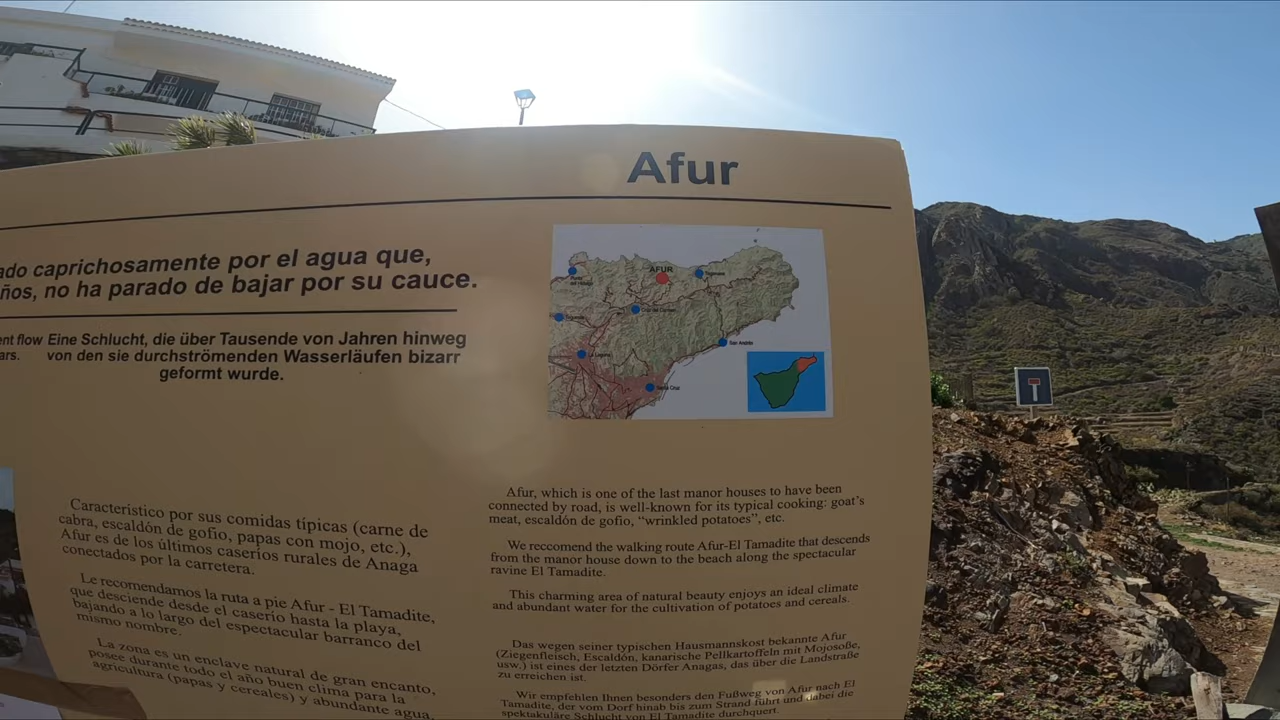 Afur
ado caprichosamente por el agua que,
ños, no ha parado de bajar por su cauce.
ent flow
ars.
Eine Schlucht, die über Tausende von Jahren hinweg
von den sie durchströmenden Wasserläufen bizarr
geformt wurde.
AFUR
San Andrés
La Laguna
Santa Cruz
Característico por sus comidas típicas (carne de
cabra, escaldón de gofio, papas con mojo, etc.),
Afur es de los últimos caseríos rurales de Anaga
conectados por la carretera.
Le recomendamos la ruta a pie Afur - El Tamadite,
que desciende desde el caserío hasta la playa,
bajando a lo largo del espectacular barranco del
mismo nombre.
La zona es un enclave natural de gran encanto,
posee durante todo el año buen clima para la
agricultura (papas y cereales) y abundante agua.
Afur, which is one of the last manor houses to have been
connected by road, is well-known for its typical cooking: goat's
meat, escaldón de gofio, "wrinkled potatoes", etc.
We reccomend the walking route Afur-El Tamadite that descends
from the manor house down to the beach along the spectacular
ravine El Tamadite.
This charming area of natural beauty enjoys an ideal climate
and abundant water for the cultivation of potatoes and cereals.
Das wegen seiner typischen Hausmannskost bekannte Afur
(Ziegenfleisch, Escaldón, kanarische Pellkartoffeln mit Mojosoße,
usw.) ist eines der letzten Dörfer Anagas, das über die Landstraße
zu erreichen ist.
Wir empfehlen Ihnen besonders den Fußweg von Afur nach El
Tamadite, der vom Dorf hinab bis zum Strand führt und dabei die
spektakuläre Schlucht von El Tamadite durchquert.